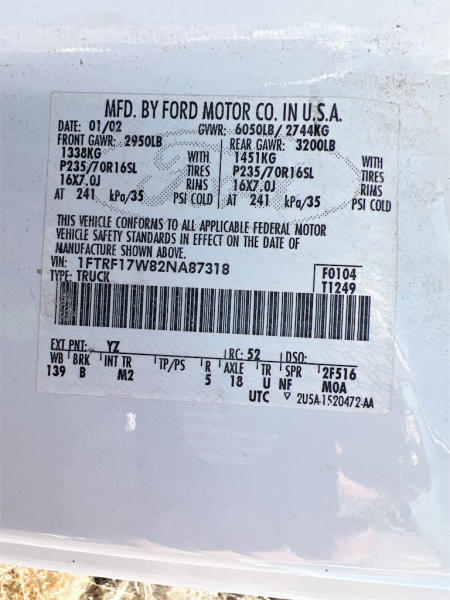 MFD. BY FORD MOTOR CO. IN U.S.A.
DATE: 01/02 GVWR: 6050LB/ 2744KG
FRONT GAWR: 2950LB REAR GAWR: 3200LB
1338KG WITH 1451KG WITH
P235/70R16SL TIRES P235/70R16SL TIRES
16X7.0J RIMS 16X7.0J RIMS
AT 241 kPa/35 PSI COLD AT 241 kPa/35 PSI COLD
THIS VEHICLE CONFORMS TO ALL APPLICABLE FEDERAL MOTOR
VEHICLE SAFETY STANDARDS IN EFFECT ON THE DATE OF
MANUFACTURE SHOWN ABOVE.
VIN: 1FTRF17W82NA87318 F0104
TYPE: TRUCK T1249
EXT PNT: YZ RC: 52 DSO:
WB BRK INT TR TP/PS R AXLE TR SPR 2F516
139 B M2 5 18 U NF M0A
UTC ▽ 2U5A-1520472-AA